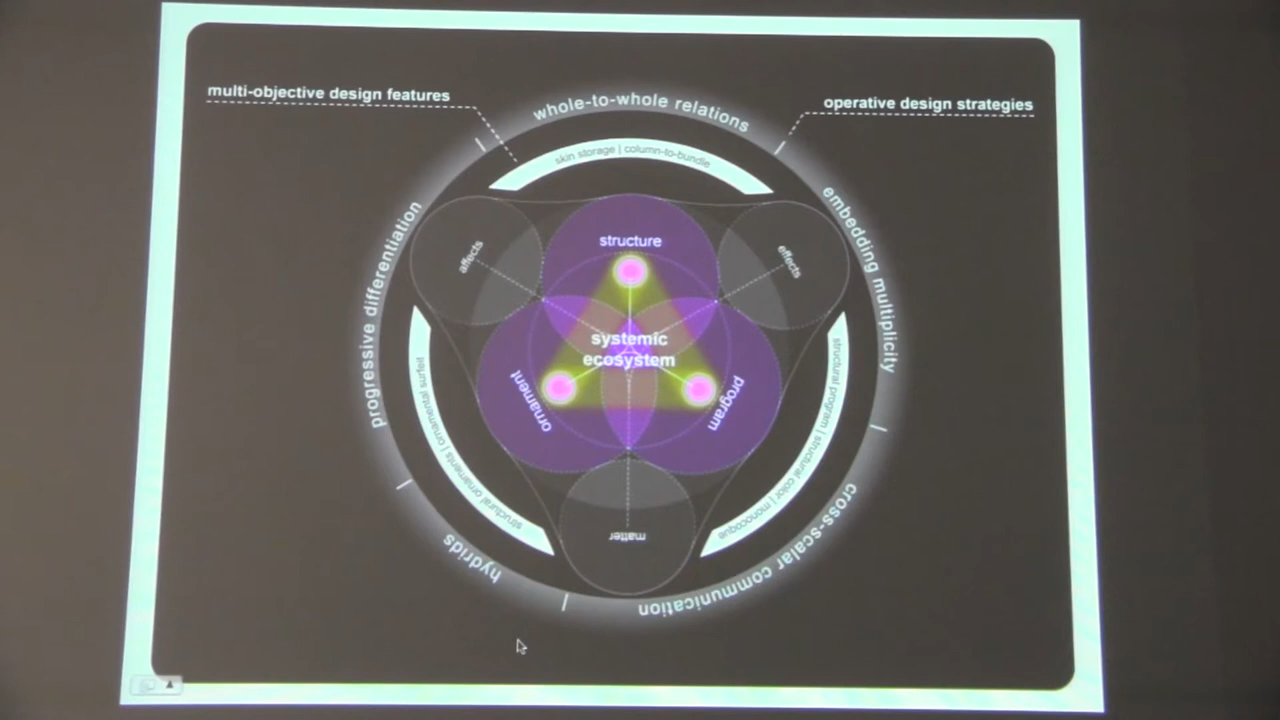 multi-objective design features
operative design strategies
whole-to-whole relations
skin storage | column-to-bundle
progressive differentiation
embedding multiplicity
affects
structure
effects
systemic
ecosystem
ornament
program
structural ornaments | ornamental surfeit
structural program | structural color | monocoque
matter
hydrids
cross-scalar communication